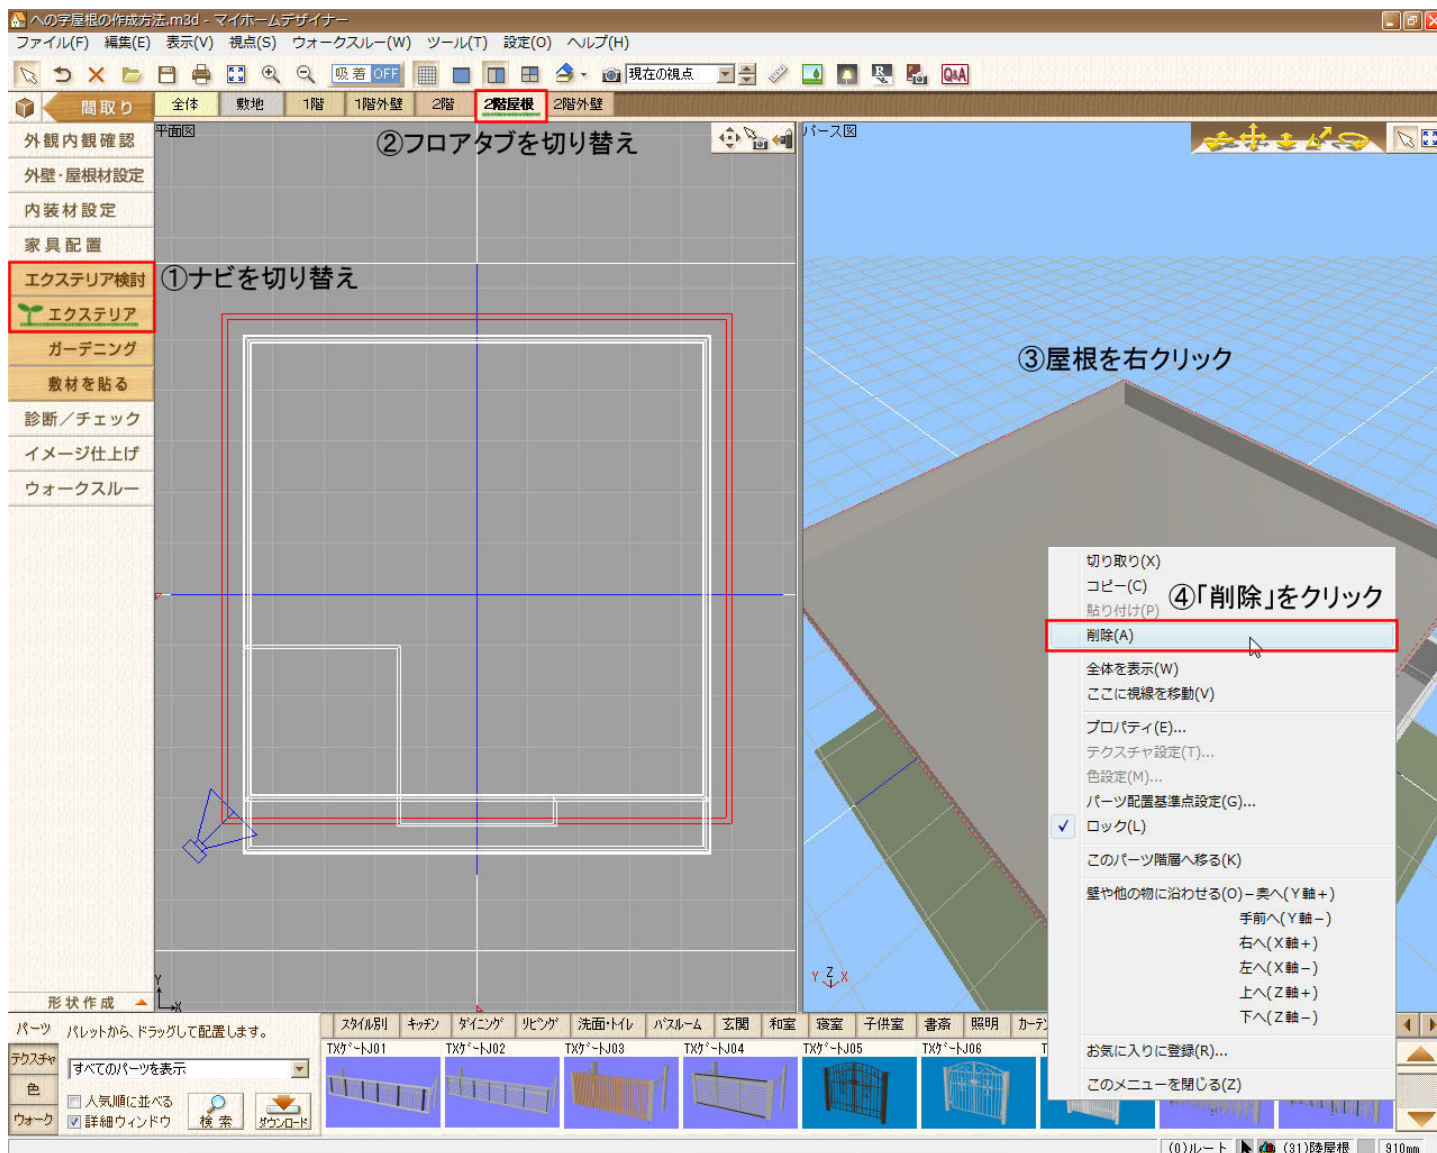 への字屋根の作成方法.m3d - マイホームデザイナー
ファイル(F) 編集(E) 表示(V) 視点(S) ウォークスルー(W) ツール(T) 設定(O) ヘルプ(H)
吸着 OFF 現在の視点 Q&A
間取り 全体 敷地 1階 1階外壁 2階 2階屋根 2階外壁
平面図
②フロアタブを切り替え
パース図
外観内観確認
外壁・屋根材設定
内装材設定
家具配置
エクステリア検討
①ナビを切り替え
エクステリア
ガーデニング
敷材を貼る
診断／チェック
イメージ仕上げ
ウォークスルー
③屋根を右クリック
切り取り(X)
コピー(C)
④「削除」をクリック
貼り付け(P)
削除(A)
全体を表示(W)
ここに視線を移動(V)
プロパティ(E)...
テクスチャ設定(T)...
色設定(M)...
パーツ配置基準点設定(G)...
ロック(L)
このパーツ階層へ移る(K)
壁や他の物に沿わせる(O)－奥へ(Y軸+)
手前へ(Y軸－)
右へ(X軸+)
左へ(X軸－)
上へ(Z軸+)
下へ(Z軸－)
お気に入りに登録(R)...
このメニューを閉じる(Z)
Y X
Y Z X
形状作成
パーツ パレットから、ドラッグして配置します。
テクスチャ すべてのパーツを表示
色 人気順に並べる
ウォーク 詳細ウィンドウ 検索 ダウンロード
スタイル別 キッチン ダイニング リビング 洗面・トイレ バスルーム 玄関 和室 寝室 子供室 書斎 照明 カーテン
TXゲートJ01 TXゲートJ02 TXゲートJ03 TXゲートJ04 TXゲートJ05 TXゲートJ06
(0)ルート (31)陸屋根 910mm